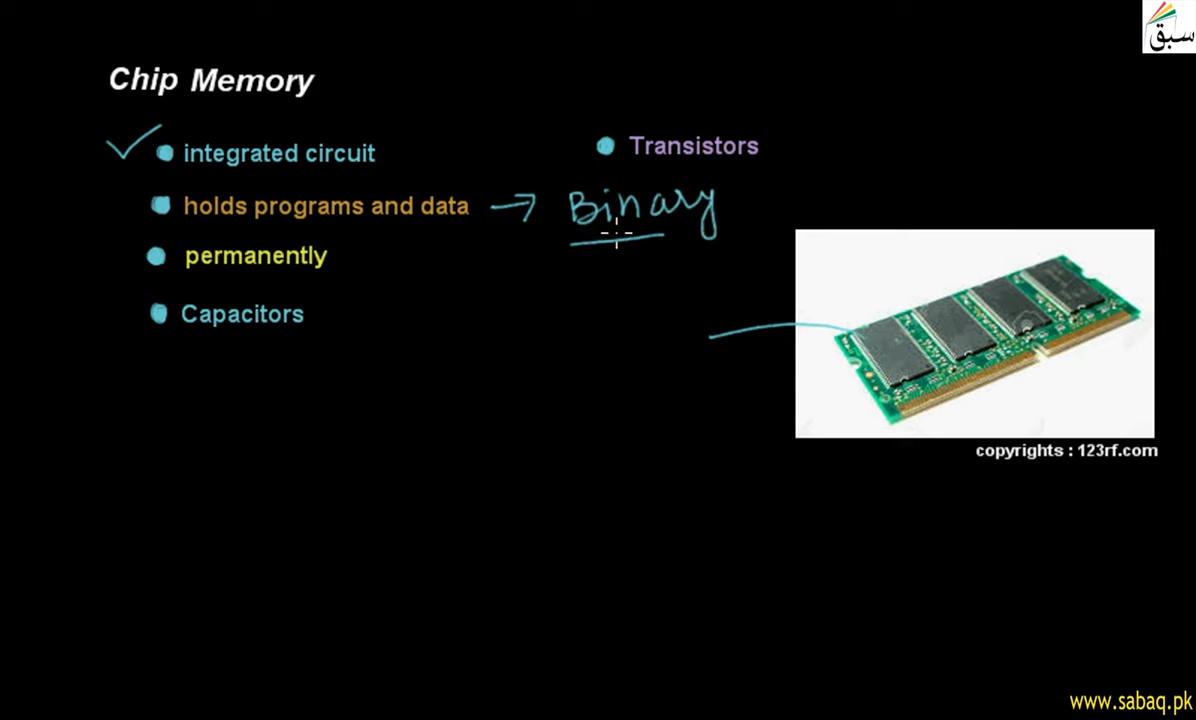 سبق
Chip Memory
integrated circuit
Transistors
holds programs and data → Binary
permanently
Capacitors
copyrights : 123rf.com
www.sabaq.pk